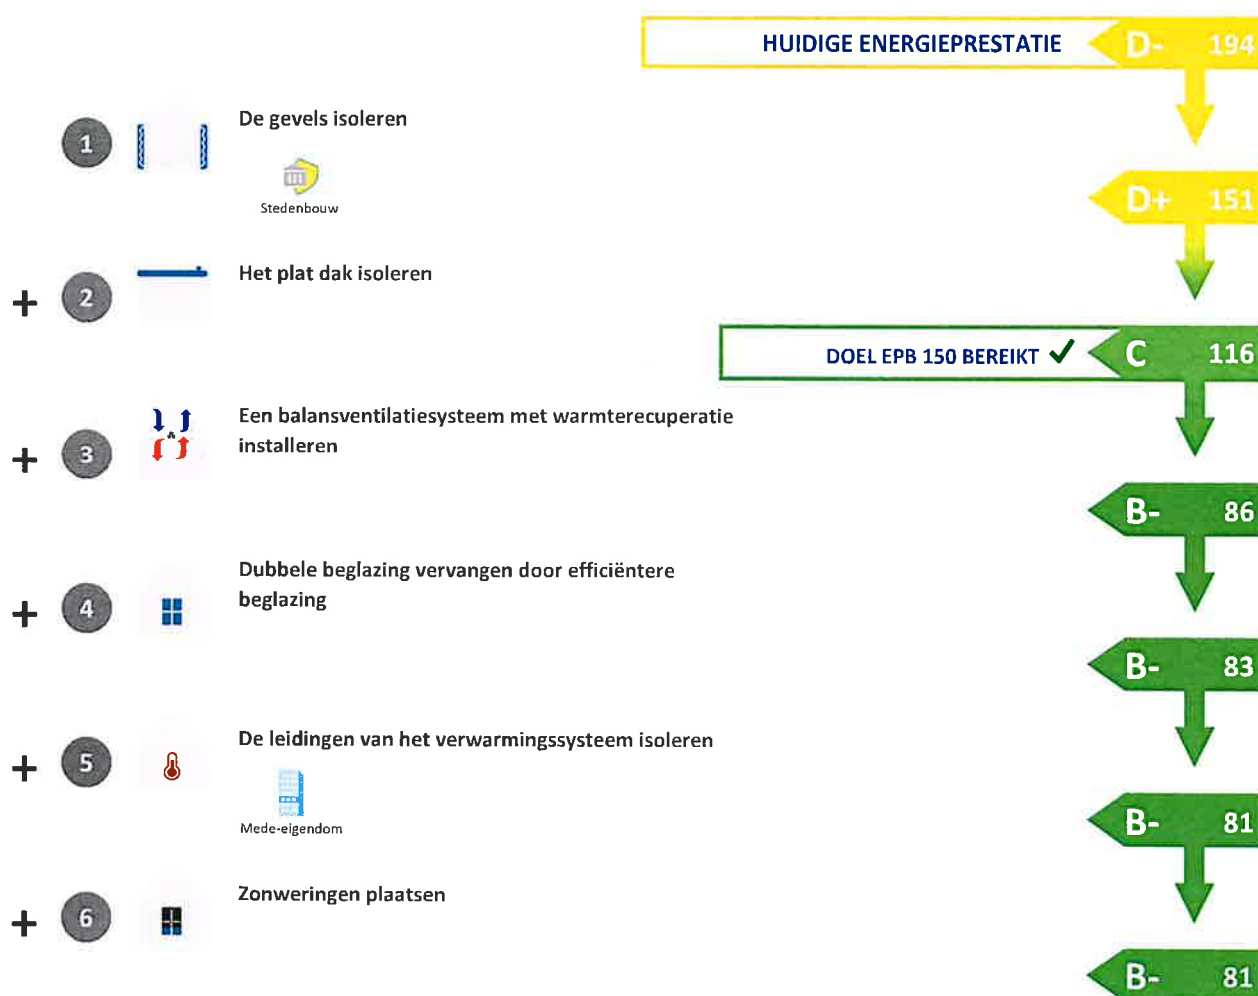 HUIDIGE ENERGIEPRESTATIE D- 194
1 De gevels isoleren
Stedenbouw
D+ 151
+ 2 Het plat dak isoleren
DOEL EPB 150 BEREIKT ✓ C 116
+ 3 Een balansventilatiesysteem met warmterecuperatie
installeren
B- 86
+ 4 Dubbele beglazing vervangen door efficiëntere
beglazing
B- 83
+ 5 De leidingen van het verwarmingssysteem isoleren
Mede-eigendom
B- 81
+ 6 Zonweringen plaatsen
B- 81